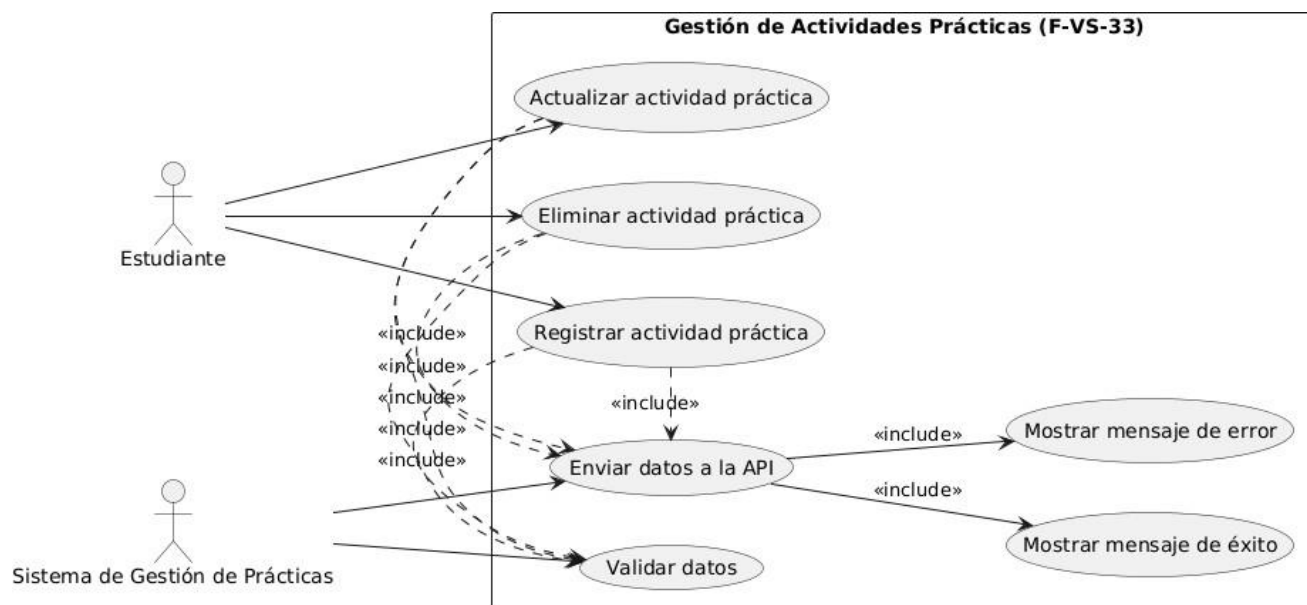 Gestión de Actividades Prácticas (F-VS-33)
Actualizar actividad práctica
Eliminar actividad práctica
Estudiante
Registrar actividad práctica
«include»
«include»
«include»
«include»
«include»
«include»
Mostrar mensaje de error
«include»
Enviar datos a la API
«include»
Mostrar mensaje de éxito
Validar datos
Sistema de Gestión de Prácticas